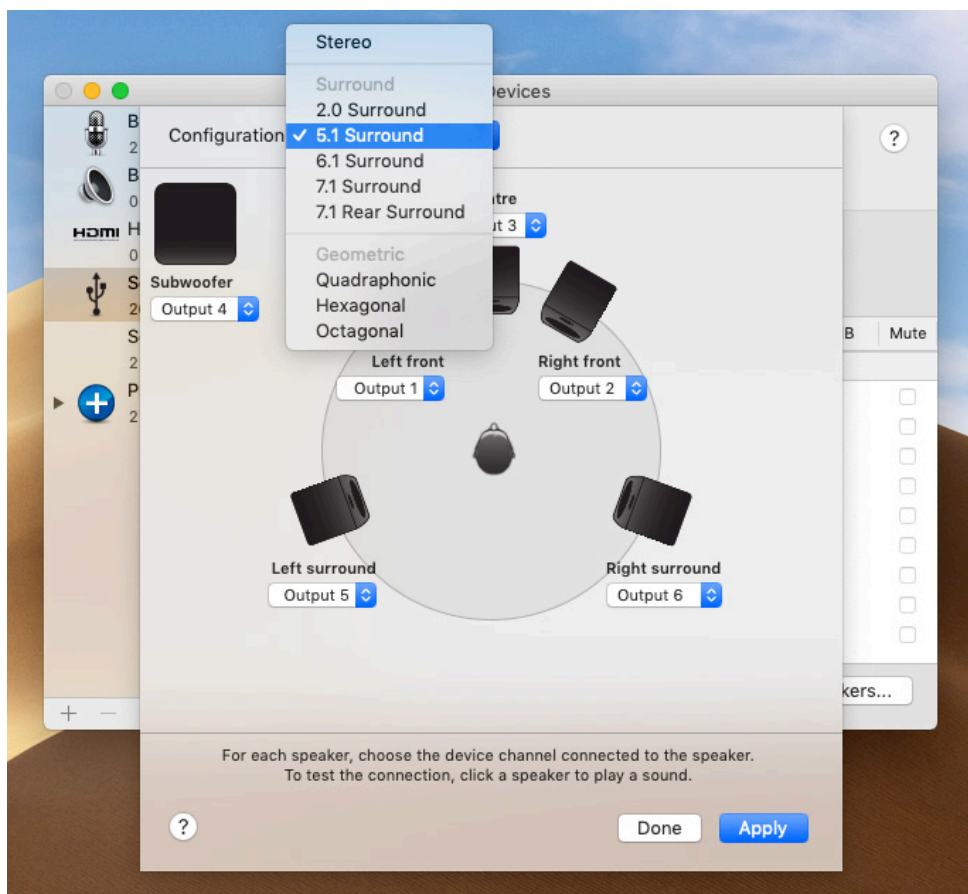 Stereo
Surround
2.0 Surround
✓ 5.1 Surround
6.1 Surround
7.1 Surround
7.1 Rear Surround
Geometric
Quadraphonic
Hexagonal
Octagonal
Configuration
?
HDMI
Subwoofer
Output 4
Left front
Output 1
Right front
Output 2
B Mute
Left surround
Output 5
Right surround
Output 6
For each speaker, choose the device channel connected to the speaker.
To test the connection, click a speaker to play a sound.
?
Done
Apply